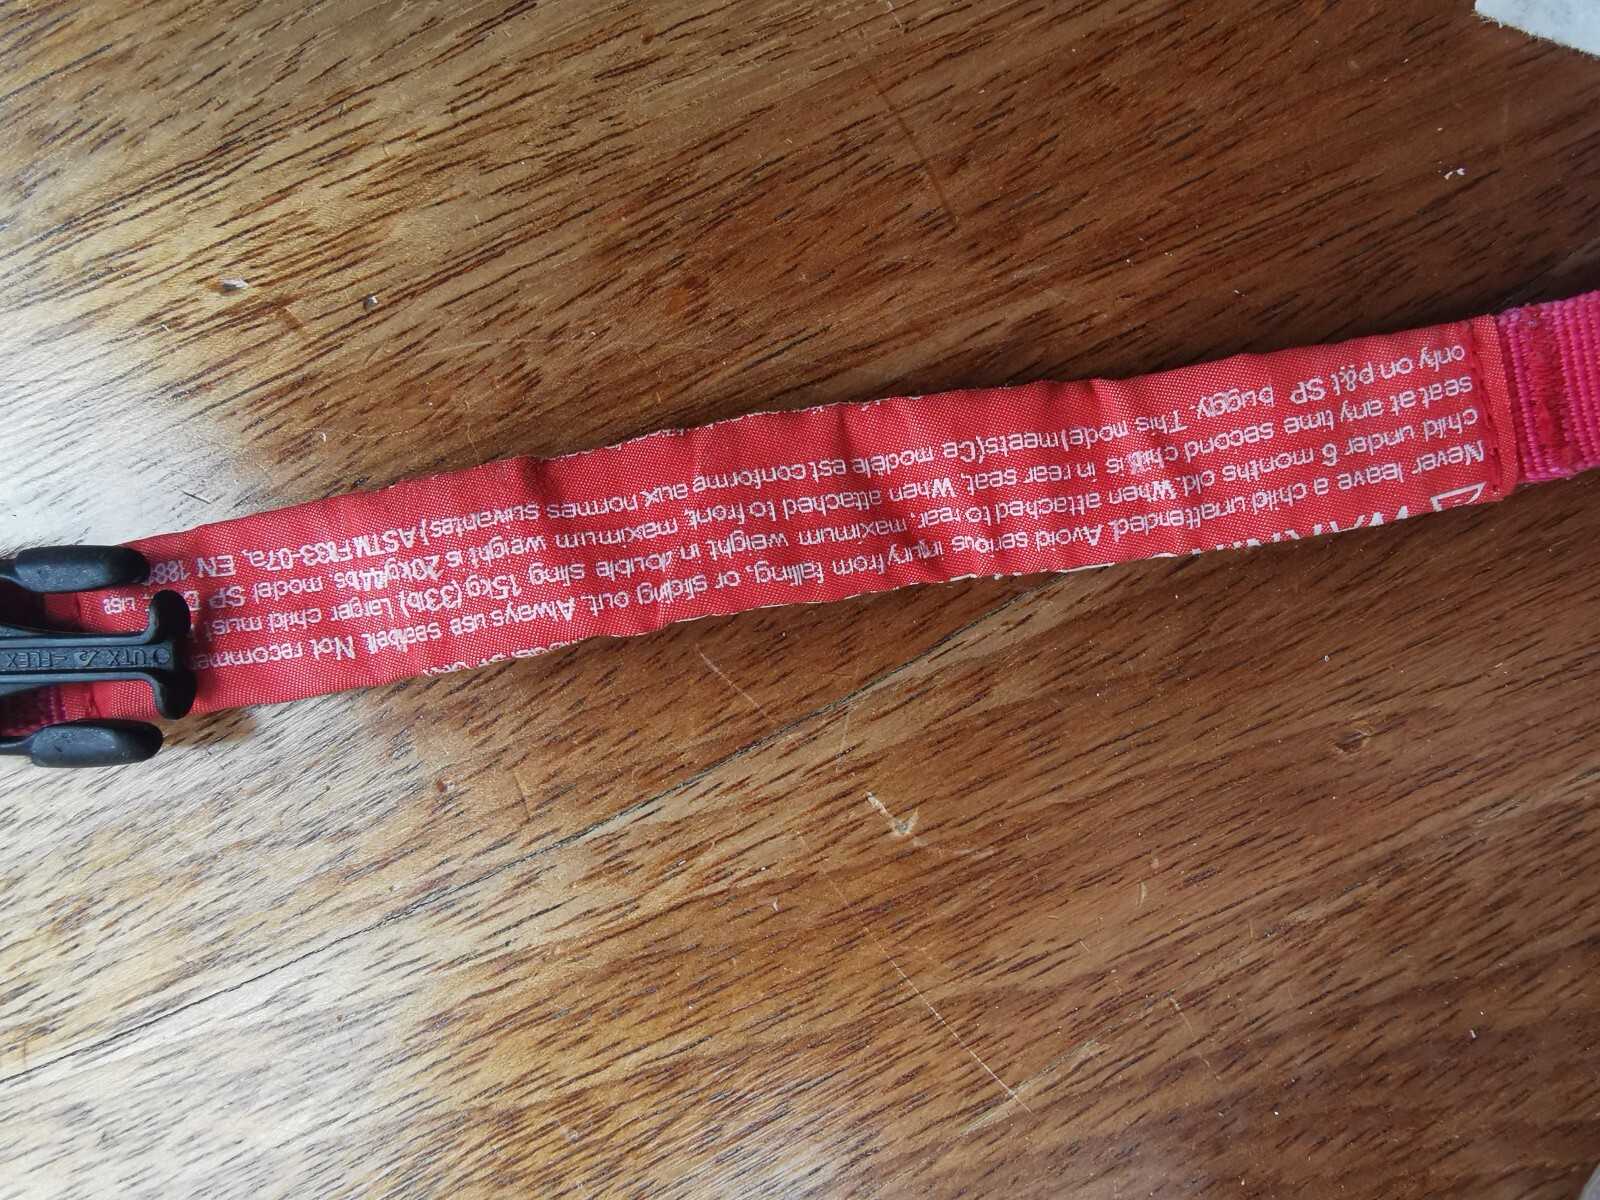 WARNING
Never leave a child unattended. Avoid serious injury from falling, or sliding out. Always use seatbelt. Not
child under 6 months old. When attached to rear, maximum weight in double sling 15kg (33lb) Larger child must
seat at any time second child is in rear seat. When attached to front, maximum weight is 20kg/44lbs. model SP
only on p&t SP buggy. This model meets(Ce modèle est conforme aux normes suivantes) ASTM F833-07a, EN
UTX -FLEX